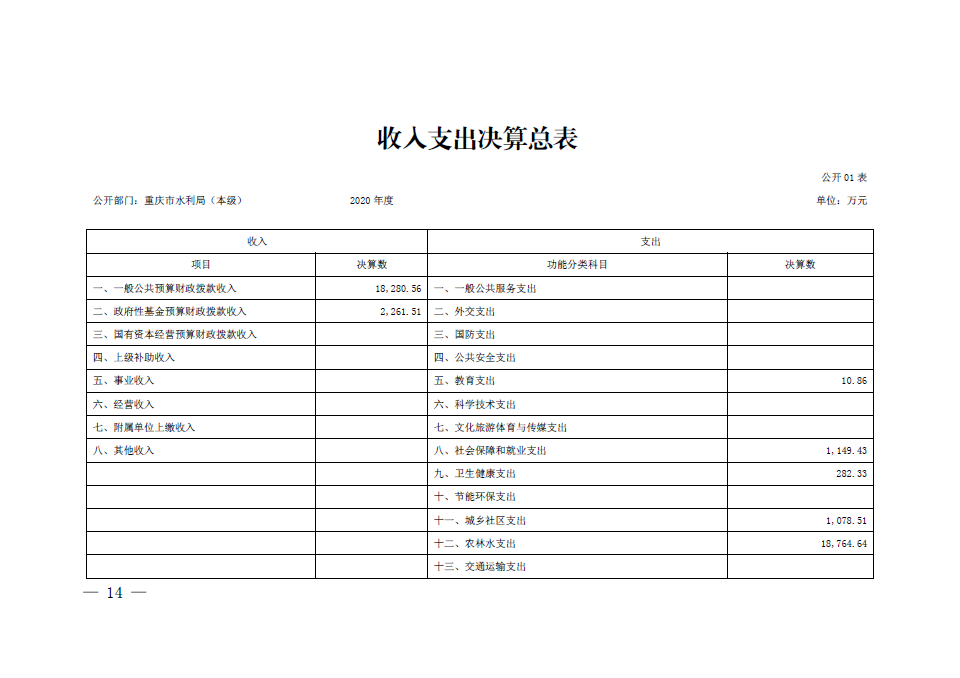 收入支出决算总表
公开 01 表
公开部门：重庆市水利局（本级） 2020 年度 单位：万元
收入 支出
项目 决算数 功能分类科目 决算数
一、一般公共预算财政拨款收入 18,280.56 一、一般公共服务支出
二、政府性基金预算财政拨款收入 2,261.51 二、外交支出
三、国有资本经营预算财政拨款收入 三、国防支出
四、上级补助收入 四、公共安全支出
五、事业收入 五、教育支出 10.86
六、经营收入 六、科学技术支出
七、附属单位上缴收入 七、文化旅游体育与传媒支出
八、其他收入 八、社会保障和就业支出 1,149.43
九、卫生健康支出 282.33
十、节能环保支出
十一、城乡社区支出 1,078.51
十二、农林水支出 18,764.64
十三、交通运输支出
— 14 —